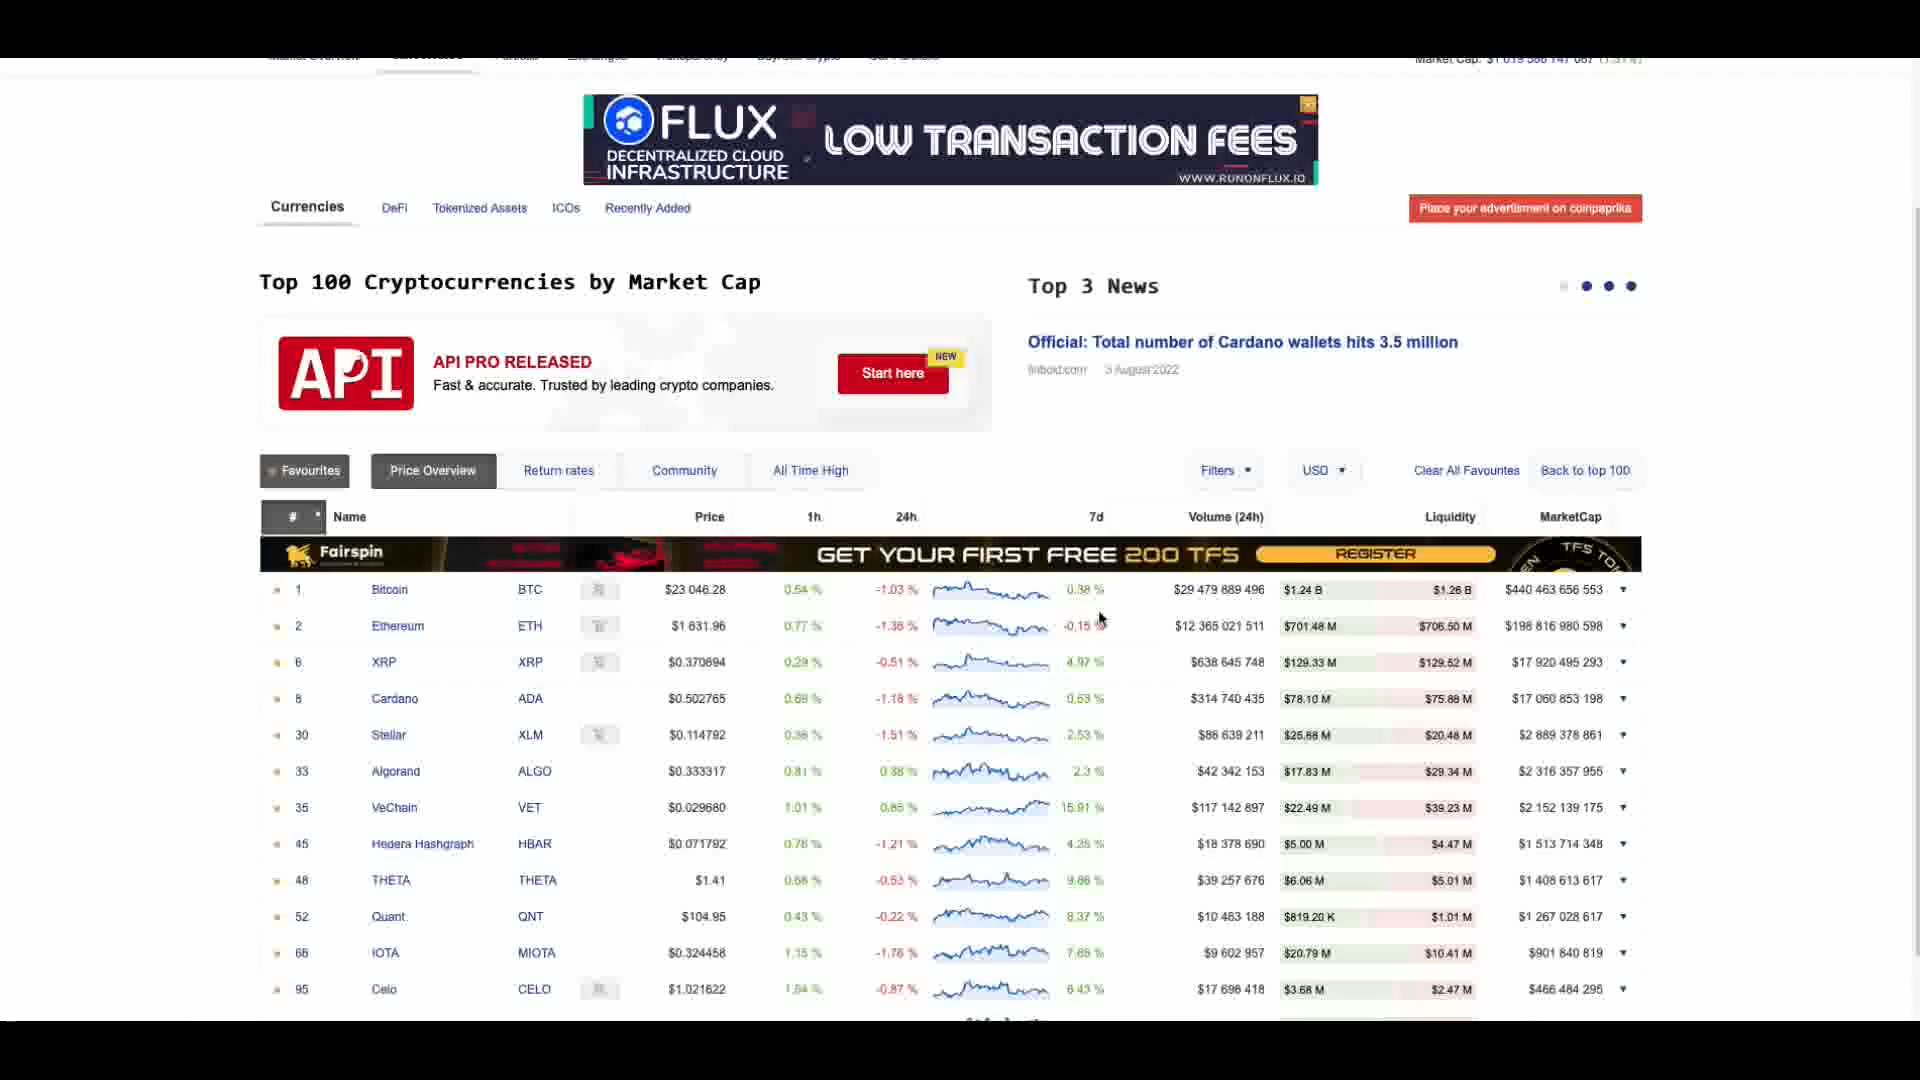 FLUX
DECENTRALIZED CLOUD
INFRASTRUCTURE
LOW TRANSACTION FEES
WWW.RUNONFLUX.IO
Currencies DeFi Tokenized Assets ICOs Recently Added
Place your advertisment on coinpaprika
Top 100 Cryptocurrencies by Market Cap
Top 3 News
API
API PRO RELEASED
Fast & accurate. Trusted by leading crypto companies.
Start here
NEW
Official: Total number of Cardano wallets hits 3.5 million
finbold.com 3 August 2022
Favourites Price Overview Return rates Community All Time High Filters USD Clear All Favourites Back to top 100
# Name Price 1h 24h 7d Volume (24h) Liquidity MarketCap
Fairspin GET YOUR FIRST FREE 200 TFS REGISTER TFS TOKEN
1 Bitcoin BTC $23 046.28 0.54 % -1.03 % 0.38 % $29 479 889 496 $1.24 B $1.26 B $440 463 656 553
2 Ethereum ETH $1 631.96 0.77 % -1.36 % -0.15 % $12 365 021 511 $701.48 M $706.50 M $198 816 980 598
6 XRP XRP $0.370694 0.29 % -0.51 % 4.97 % $638 645 748 $129.33 M $129.52 M $17 920 495 293
8 Cardano ADA $0.502765 0.69 % -1.18 % 0.53 % $314 740 435 $78.10 M $75.88 M $17 060 853 198
30 Stellar XLM $0.114792 0.36 % -1.51 % 2.53 % $86 639 211 $25.88 M $20.48 M $2 889 378 861
33 Algorand ALGO $0.333317 0.81 % 0.38 % 2.3 % $42 342 153 $17.83 M $29.34 M $2 316 357 955
35 VeChain VET $0.029680 1.01 % 0.85 % 15.91 % $117 142 897 $22.49 M $39.23 M $2 152 139 175
45 Hedera Hashgraph HBAR $0.071792 0.76 % -1.21 % 4.25 % $18 378 690 $5.00 M $4.47 M $1 513 714 348
48 THETA THETA $1.41 0.68 % -0.53 % 9.86 % $39 257 676 $6.06 M $5.01 M $1 408 613 617
52 Quant QNT $104.95 0.43 % -0.22 % 8.37 % $10 463 188 $819.20 K $1.01 M $1 267 028 617
66 IOTA MIOTA $0.324458 1.15 % -1.76 % 7.65 % $9 602 957 $20.79 M $10.41 M $901 840 819
95 Celo CELO $1.021622 1.64 % -0.87 % 6.43 % $17 698 418 $3.68 M $2.47 M $466 484 295